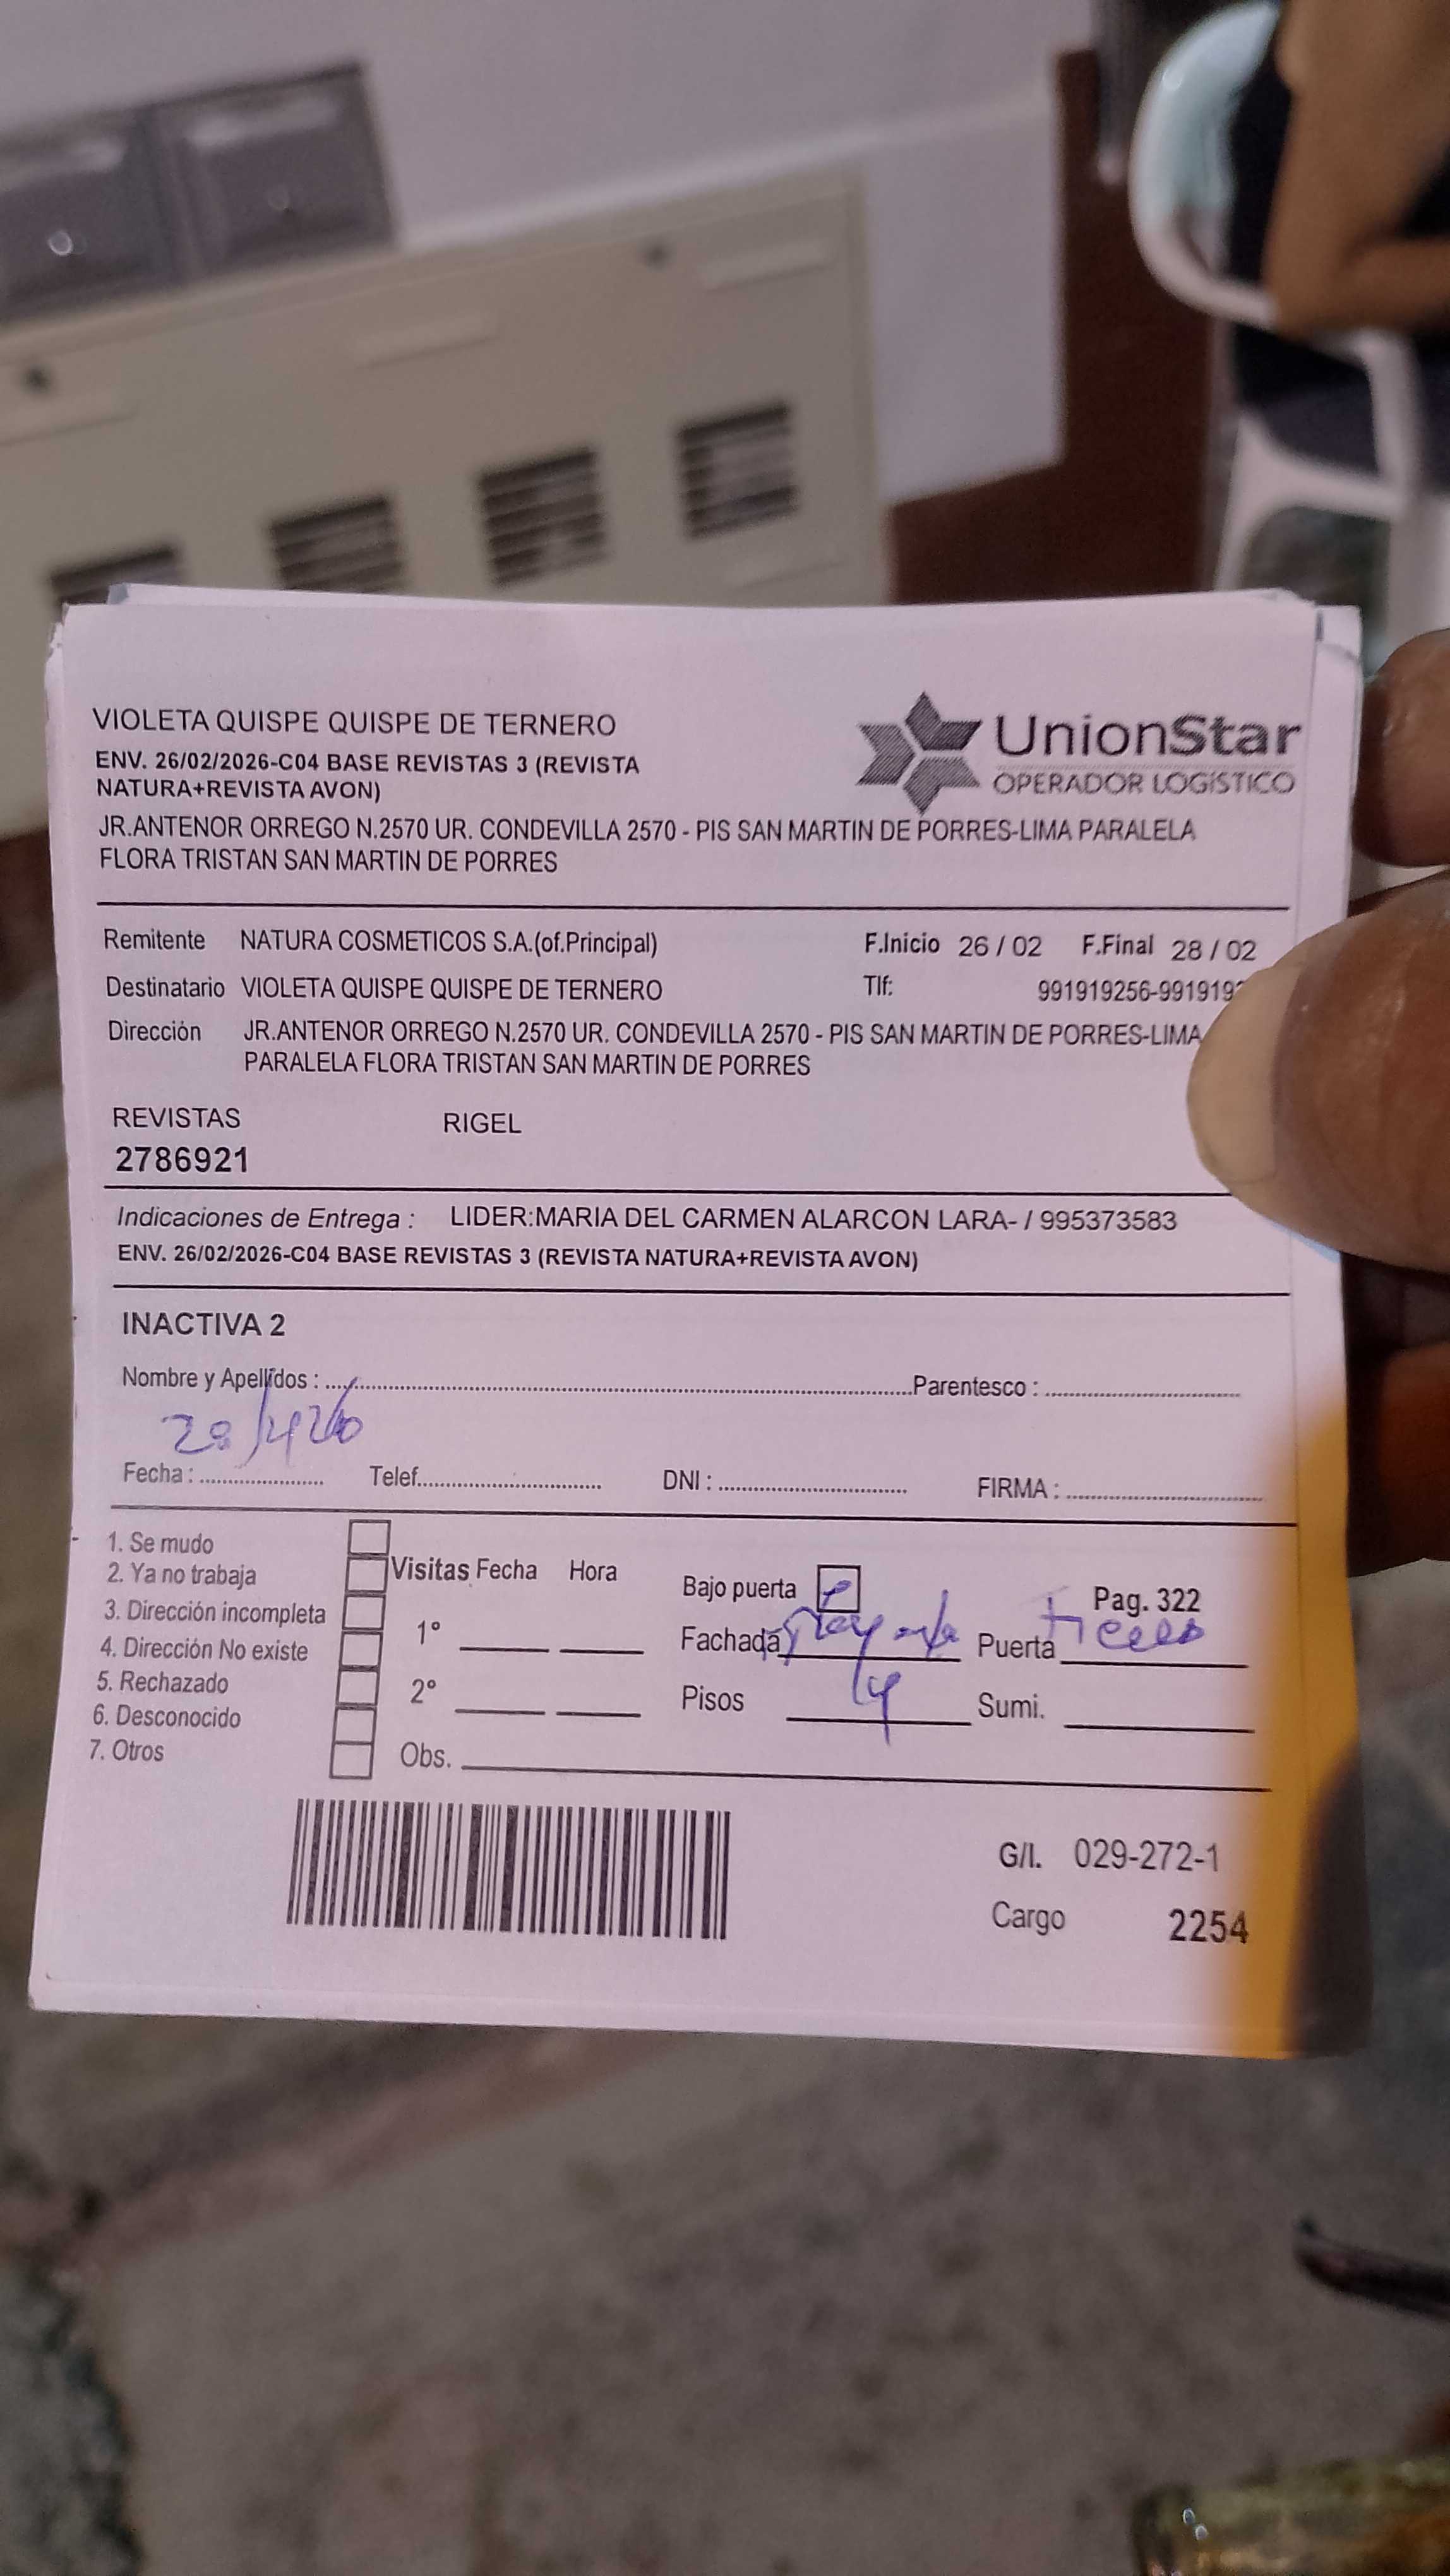 VIOLETA QUISPE QUISPE DE TERNERO
ENV. 26/02/2026-C04 BASE REVISTAS 3 (REVISTA
NATURA+REVISTA AVON)
UnionStar
OPERADOR LOGÍSTICO
JR.ANTENOR ORREGO N.2570 UR. CONDEVILLA 2570 - PIS SAN MARTIN DE PORRES-LIMA PARALELA
FLORA TRISTAN SAN MARTIN DE PORRES
Remitente NATURA COSMETICOS S.A.(of.Principal) F.Inicio 26 / 02 F.Final 28 / 02
Destinatario VIOLETA QUISPE QUISPE DE TERNERO Tlf: 991919256-991919
Dirección JR.ANTENOR ORREGO N.2570 UR. CONDEVILLA 2570 - PIS SAN MARTIN DE PORRES-LIMA
PARALELA FLORA TRISTAN SAN MARTIN DE PORRES
REVISTAS RIGEL
2786921
Indicaciones de Entrega : LIDER:MARIA DEL CARMEN ALARCON LARA- / 995373583
ENV. 26/02/2026-C04 BASE REVISTAS 3 (REVISTA NATURA+REVISTA AVON)
INACTIVA 2
Nombre y Apellidos : Parentesco :
Fecha : Telef. DNI : FIRMA :
1. Se mudo
2. Ya no trabaja
3. Dirección incompleta
4. Dirección No existe
5. Rechazado
6. Desconocido
7. Otros
Visitas Fecha Hora
1°
2°
Obs.
Bajo puerta Pag. 322
Fachada Puerta
Pisos Sumi.
G/I. 029-272-1
Cargo 2254